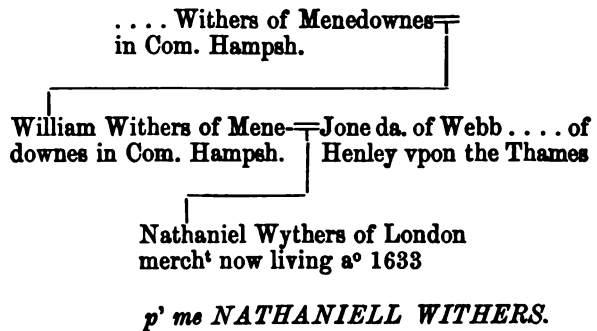 . . . . Withers of Menedownes
in Com. Hampsh.
William Withers of Mene- Jone da. of Webb . . . . of
downes in Com. Hampsh. Henley vpon the Thames
Nathaniel Wythers of London
mercht now living ao 1633
p' me NATHANIELL WITHERS.